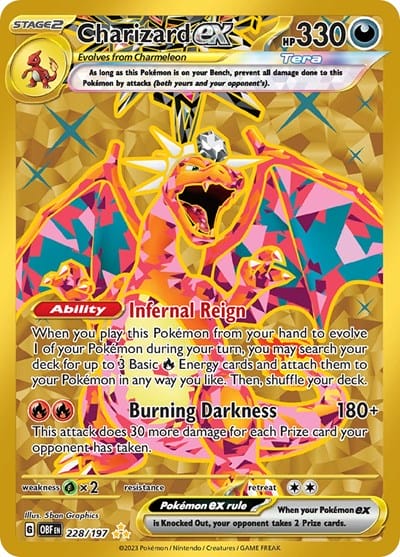 STAGE2 Charizard ex HP 330
Evolves from Charmeleon
Tera
As long as this Pokémon is on your Bench, prevent all damage done to this
Pokémon by attacks (both yours and your opponent's).
Ability Infernal Reign
When you play this Pokémon from your hand to evolve
1 of your Pokémon during your turn, you may search your
deck for up to 3 Basic Energy cards and attach them to
your Pokémon in any way you like. Then, shuffle your deck.
Burning Darkness 180+
This attack does 30 more damage for each Prize card your
opponent has taken.
weakness ×2 resistance retreat
Illus. 5ban Graphics
Pokémon ex rule When your Pokémon ex
is Knocked Out, your opponent takes 2 Prize cards.
G OBF EN 228/197
©2023 Pokémon / Nintendo / Creatures / GAME FREAK